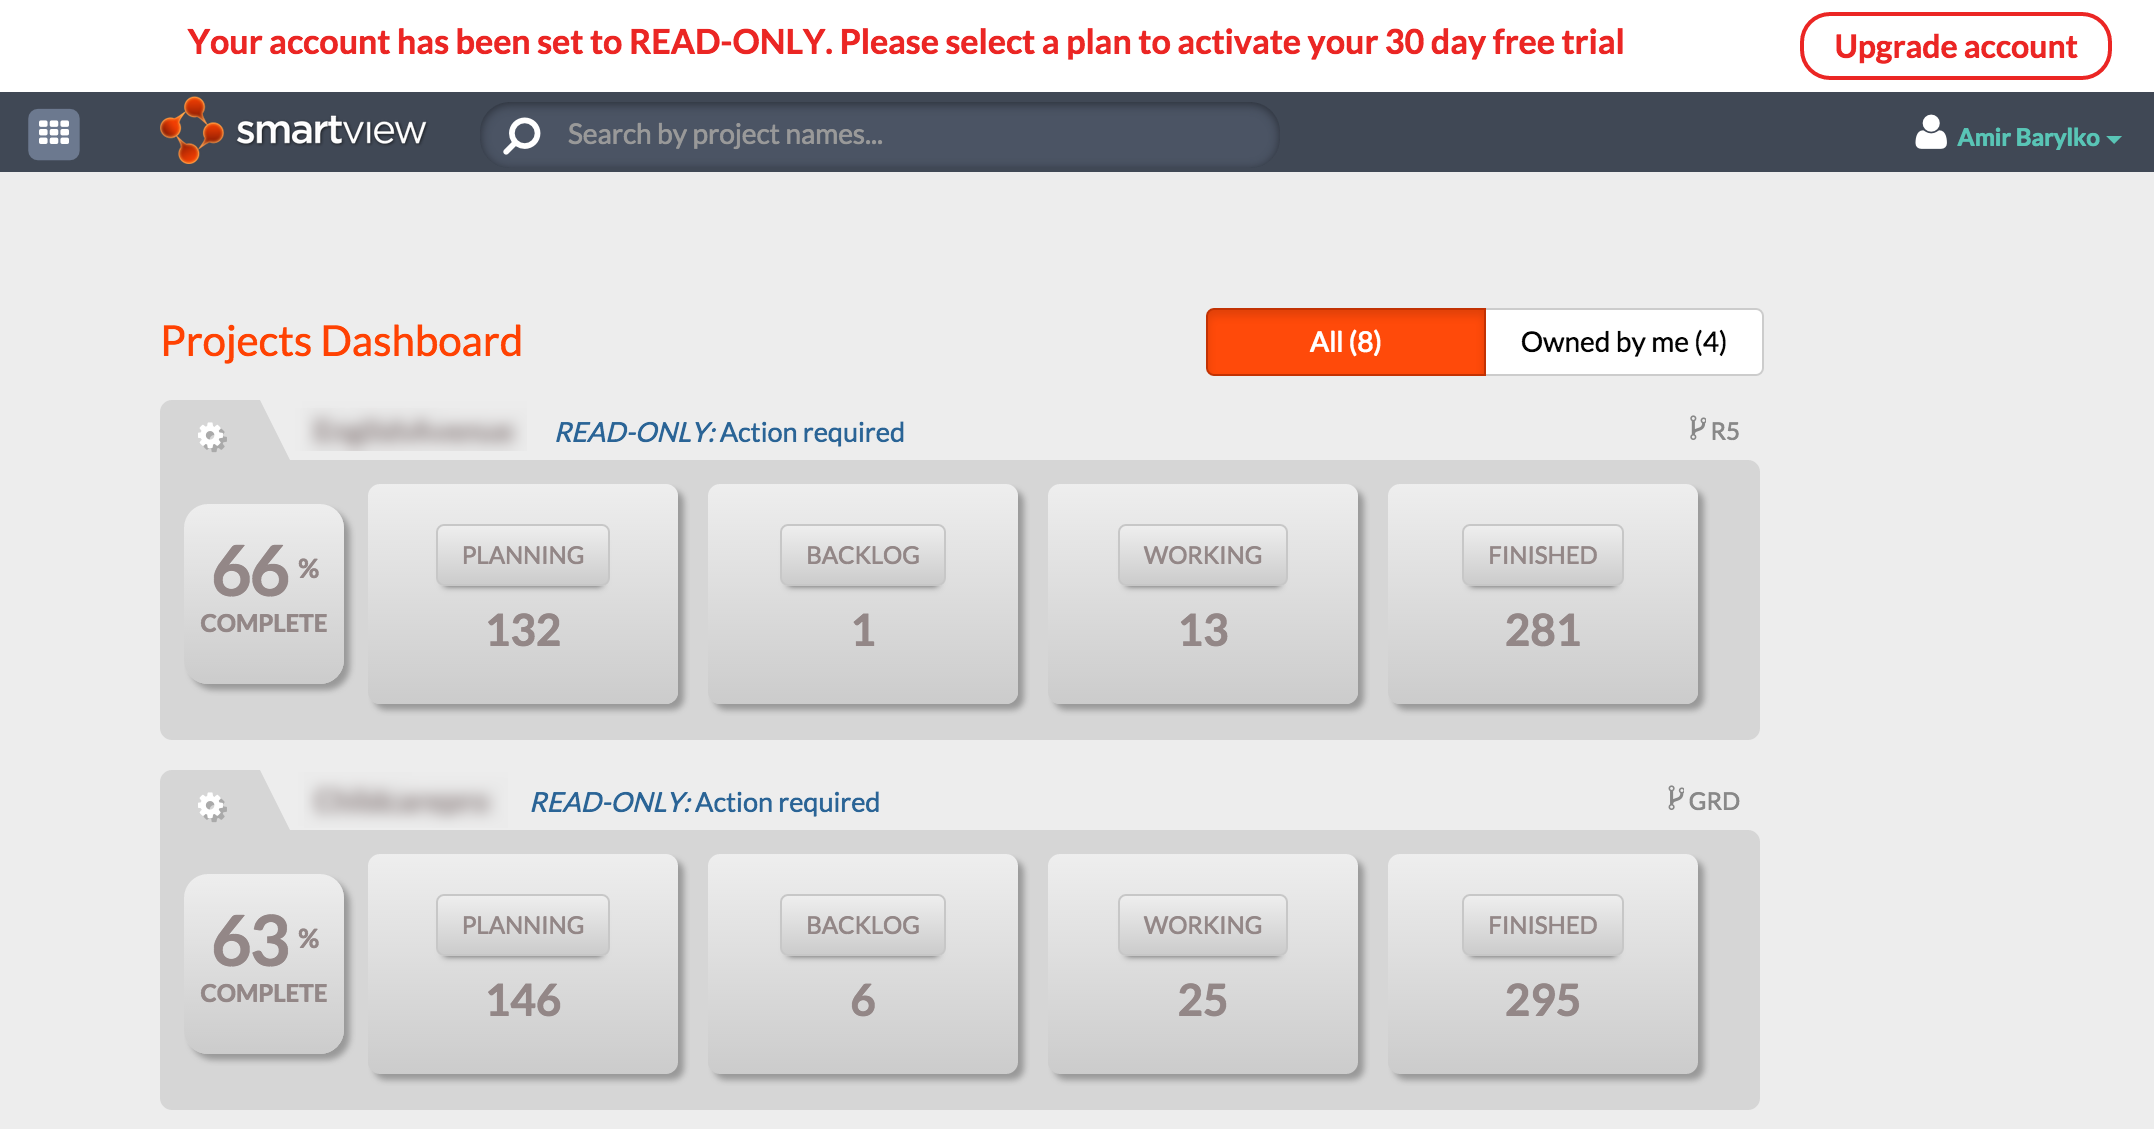 Your account has been set to READ-ONLY. Please select a plan to activate your 30 day free trial
Upgrade account
smartview
Search by project names...
Amir Barylko
Projects Dashboard
All (8)
Owned by me (4)
READ-ONLY: Action required
R5
66 %
COMPLETE
PLANNING
132
BACKLOG
1
WORKING
13
FINISHED
281
READ-ONLY: Action required
GRD
63 %
COMPLETE
PLANNING
146
BACKLOG
6
WORKING
25
FINISHED
295